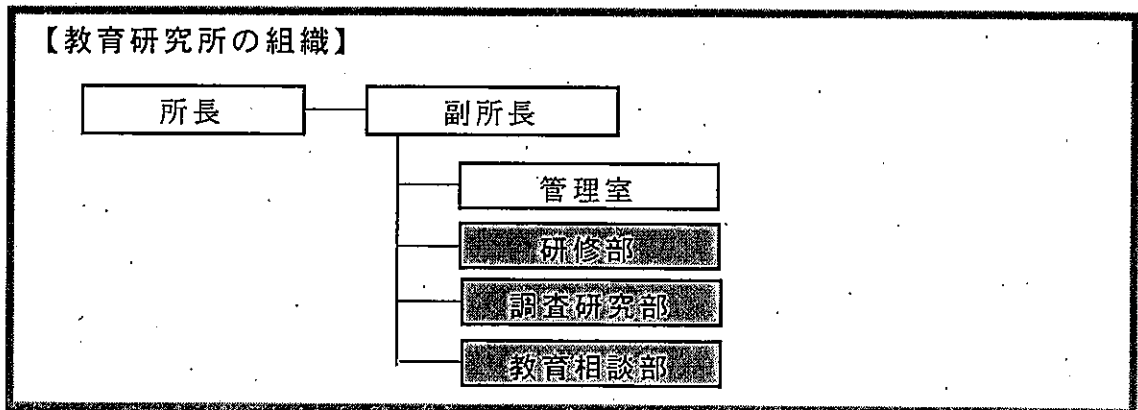 【教育研究所の組織】
所長
副所長
管理室
研修部
調査研究部
教育相談部